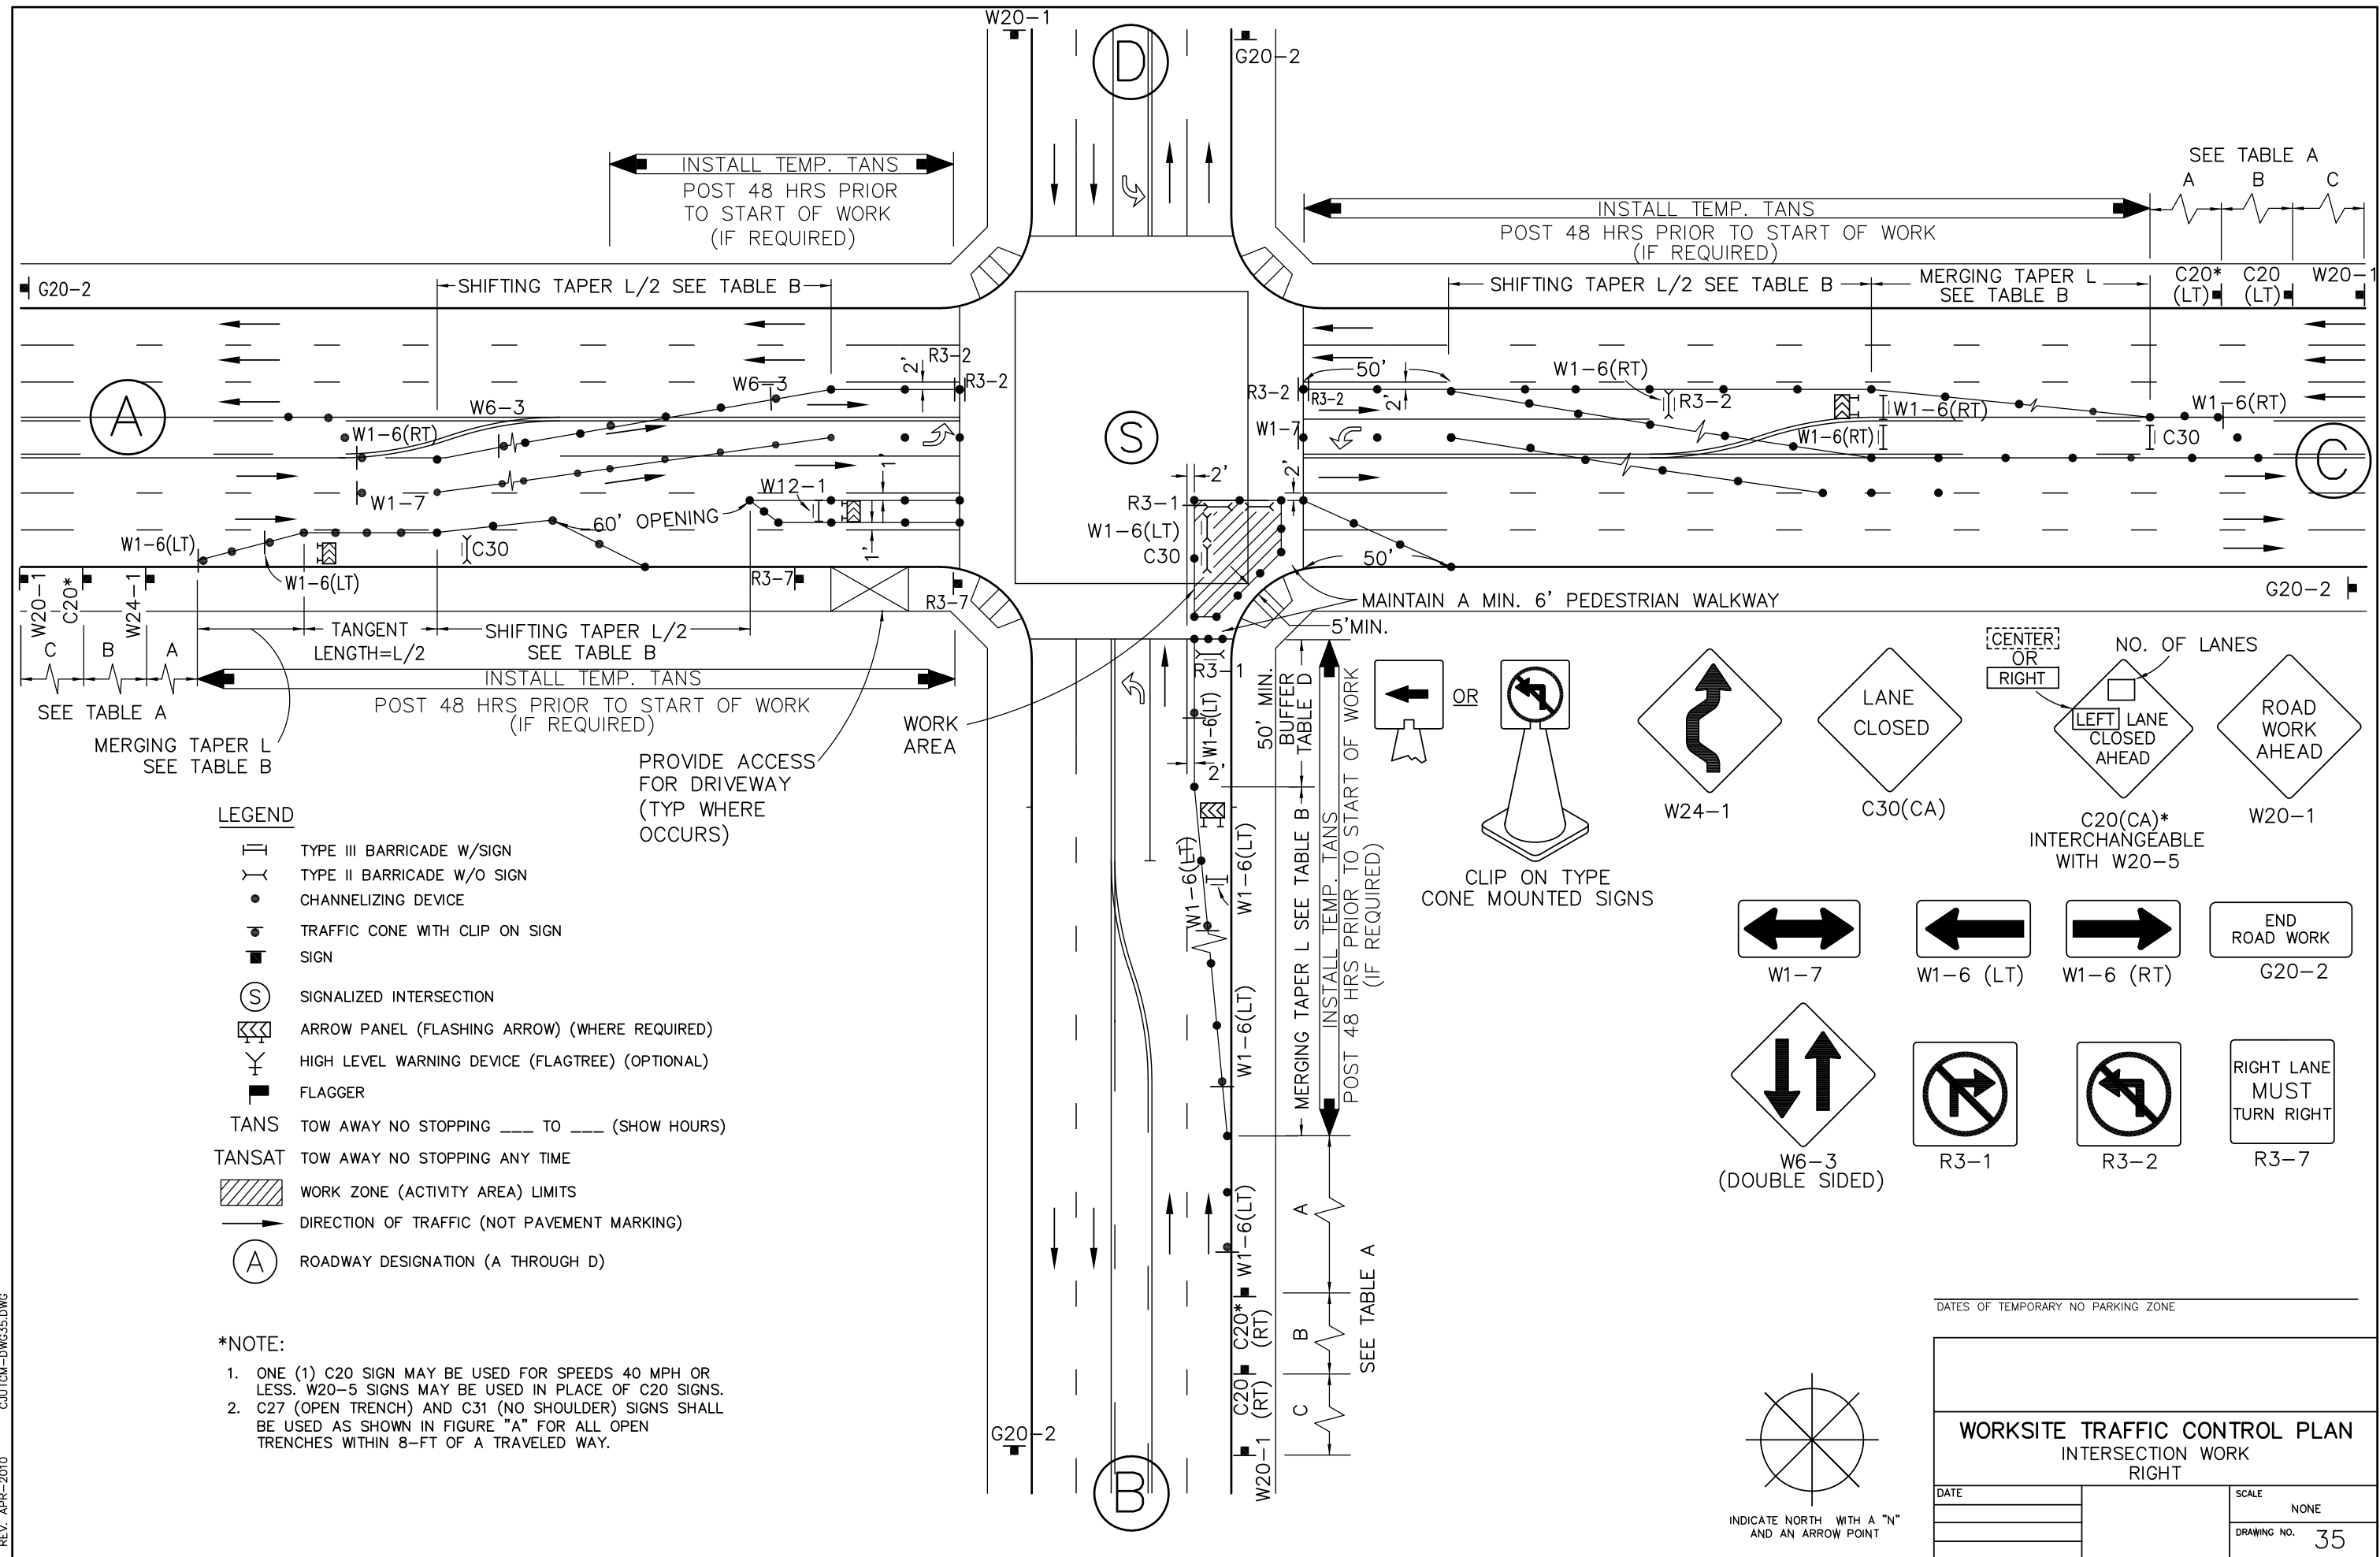 W20-1
D
G20-2
INSTALL TEMP. TANS
POST 48 HRS PRIOR
TO START OF WORK
(IF REQUIRED)
SEE TABLE A
A B C
INSTALL TEMP. TANS
POST 48 HRS PRIOR TO START OF WORK
(IF REQUIRED)
G20-2
SHIFTING TAPER L/2 SEE TABLE B
SHIFTING TAPER L/2 SEE TABLE B
MERGING TAPER L
SEE TABLE B
C20*
(LT)
C20
(LT)
W20-1
R3-2
2'
R3-2
W6-3
W6-3
A
W1-6(RT)
W1-7
W12-1
1'
60' OPENING
1'
C30
W1-6(LT)
W1-6(LT)
R3-7
R3-7
S
50'
R3-2
R3-2
2'
W1-7
W1-6(RT)
R3-2
W1-6(RT)
W1-6(RT)
W1-6(RT)
C30
C
2'
2'
R3-1
W1-6(LT)
C30
50'
G20-2
MAINTAIN A MIN. 6' PEDESTRIAN WALKWAY
5'MIN.
W20-1
C20*
W24-1
C B A
SEE TABLE A
TANGENT
LENGTH=L/2
SHIFTING TAPER L/2
SEE TABLE B
INSTALL TEMP. TANS
POST 48 HRS PRIOR TO START OF WORK
(IF REQUIRED)
MERGING TAPER L
SEE TABLE B
WORK
AREA
PROVIDE ACCESS
FOR DRIVEWAY
(TYP WHERE
OCCURS)
R3-1
W1-6(LT)
2'
50' MIN.
BUFFER
TABLE D
W1-6(LT)
W1-6(LT)
W1-6(LT)
W1-6(LT)
MERGING TAPER L SEE TABLE B
INSTALL TEMP. TANS
POST 48 HRS PRIOR TO START OF WORK
(IF REQUIRED)
A
B
C
SEE TABLE A
C20*
(RT)
C20
(RT)
W20-1
G20-2
B
OR
CLIP ON TYPE
CONE MOUNTED SIGNS
W24-1
LANE
CLOSED
C30(CA)
CENTER
OR
RIGHT
NO. OF LANES
LEFT LANE
CLOSED
AHEAD
C20(CA)*
INTERCHANGEABLE
WITH W20-5
ROAD
WORK
AHEAD
W20-1
W1-7
W1-6 (LT)
W1-6 (RT)
END
ROAD WORK
G20-2
W6-3
(DOUBLE SIDED)
R3-1
R3-2
RIGHT LANE
MUST
TURN RIGHT
R3-7
LEGEND
TYPE III BARRICADE W/SIGN
TYPE II BARRICADE W/O SIGN
CHANNELIZING DEVICE
TRAFFIC CONE WITH CLIP ON SIGN
SIGN
S SIGNALIZED INTERSECTION
ARROW PANEL (FLASHING ARROW) (WHERE REQUIRED)
HIGH LEVEL WARNING DEVICE (FLAGTREE) (OPTIONAL)
FLAGGER
TANS TOW AWAY NO STOPPING ___ TO ___ (SHOW HOURS)
TANSAT TOW AWAY NO STOPPING ANY TIME
WORK ZONE (ACTIVITY AREA) LIMITS
DIRECTION OF TRAFFIC (NOT PAVEMENT MARKING)
A ROADWAY DESIGNATION (A THROUGH D)
*NOTE:
1. ONE (1) C20 SIGN MAY BE USED FOR SPEEDS 40 MPH OR
LESS. W20-5 SIGNS MAY BE USED IN PLACE OF C20 SIGNS.
2. C27 (OPEN TRENCH) AND C31 (NO SHOULDER) SIGNS SHALL
BE USED AS SHOWN IN FIGURE "A" FOR ALL OPEN
TRENCHES WITHIN 8-FT OF A TRAVELED WAY.
REV. APR-2010 CJUTCM-DWG35.DWG
INDICATE NORTH WITH A "N"
AND AN ARROW POINT
DATES OF TEMPORARY NO PARKING ZONE
WORKSITE TRAFFIC CONTROL PLAN
INTERSECTION WORK
RIGHT
DATE
SCALE
NONE
DRAWING NO. 35